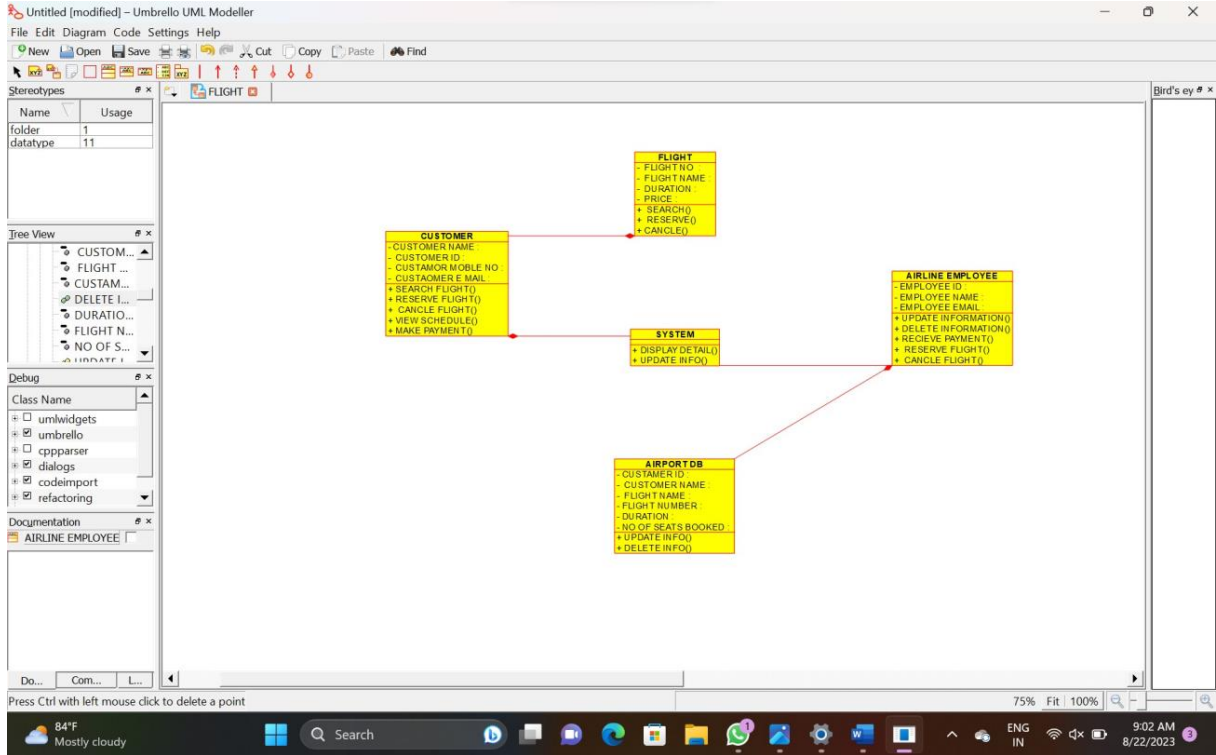 Untitled [modified] – Umbrello UML Modeller
File Edit Diagram Code Settings Help
New Open Save Cut Copy Paste Find
Stereotypes
Name Usage
folder 1
datatype 11
Tree View
CUSTOM...
FLIGHT ...
CUSTAM...
DELETE I...
DURATIO...
FLIGHT N...
NO OF S...
Debug
Class Name
umlwidgets
umbrello
cppparser
dialogs
codeimport
refactoring
Documentation
AIRLINE EMPLOYEE
Do... Com... L...
FLIGHT
Bird's ey
FLIGHT
- FLIGHT NO :
- FLIGHT NAME :
- DURATION :
- PRICE :
+ SEARCH()
+ RESERVE()
+ CANCLE()
CUSTOMER
- CUSTOMER NAME :
- CUSTOMER ID :
- CUSTAMOR MOBLE NO :
- CUSTAOMER E MAIL :
+ SEARCH FLIGHT()
+ RESERVE FLIGHT()
+ CANCLE FLIGHT()
+ VIEW SCHEDULE()
+ MAKE PAYMENT()
SYSTEM
+ DISPLAY DETAIL()
+ UPDATE INFO()
AIRLINE EMPLOYEE
- EMPLOYEE ID :
- EMPLOYEE NAME :
- EMPLOYEE EMAIL :
+ UPDATE INFORMATION()
+ DELETE INFORMATION()
+ RECIEVE PAYMENT()
+ RESERVE FLIGHT()
+ CANCLE FLIGHT()
AIRPORT DB
- CUSTAMER ID :
- CUSTOMER NAME :
- FLIGHT NAME :
- FLIGHT NUMBER :
- DURATION :
- NO OF SEATS BOOKED :
+ UPDATE INFO()
+ DELETE INFO()
Press Ctrl with left mouse click to delete a point
75% Fit 100%
84°F
Mostly cloudy
Search
1
ENG
IN
9:02 AM
8/22/2023
3